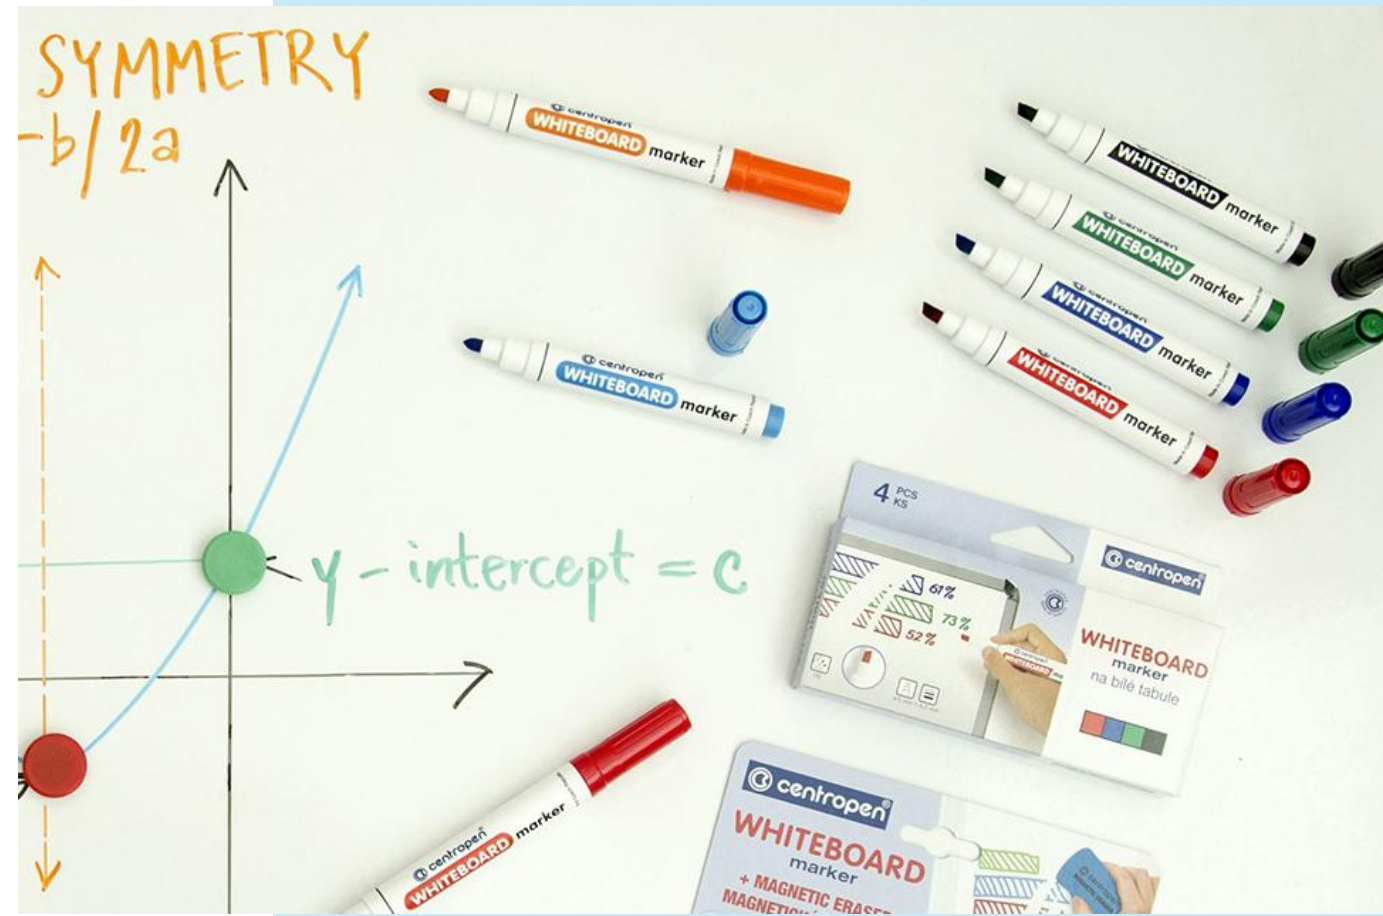 SYMMETRY
-b/2a
centropen
WHITEBOARD marker
WHITEBOARD marker
centropen
WHITEBOARD marker
centropen
WHITEBOARD marker
centropen
WHITEBOARD marker
centropen
WHITEBOARD marker
y - intercept = c
4 PCS
KS
centropen
61%
73%
52%
WHITEBOARD
marker
na bílé tabule
centropen
WHITEBOARD marker
centropen
WHITEBOARD
marker
+ MAGNETIC ERASER
centropen